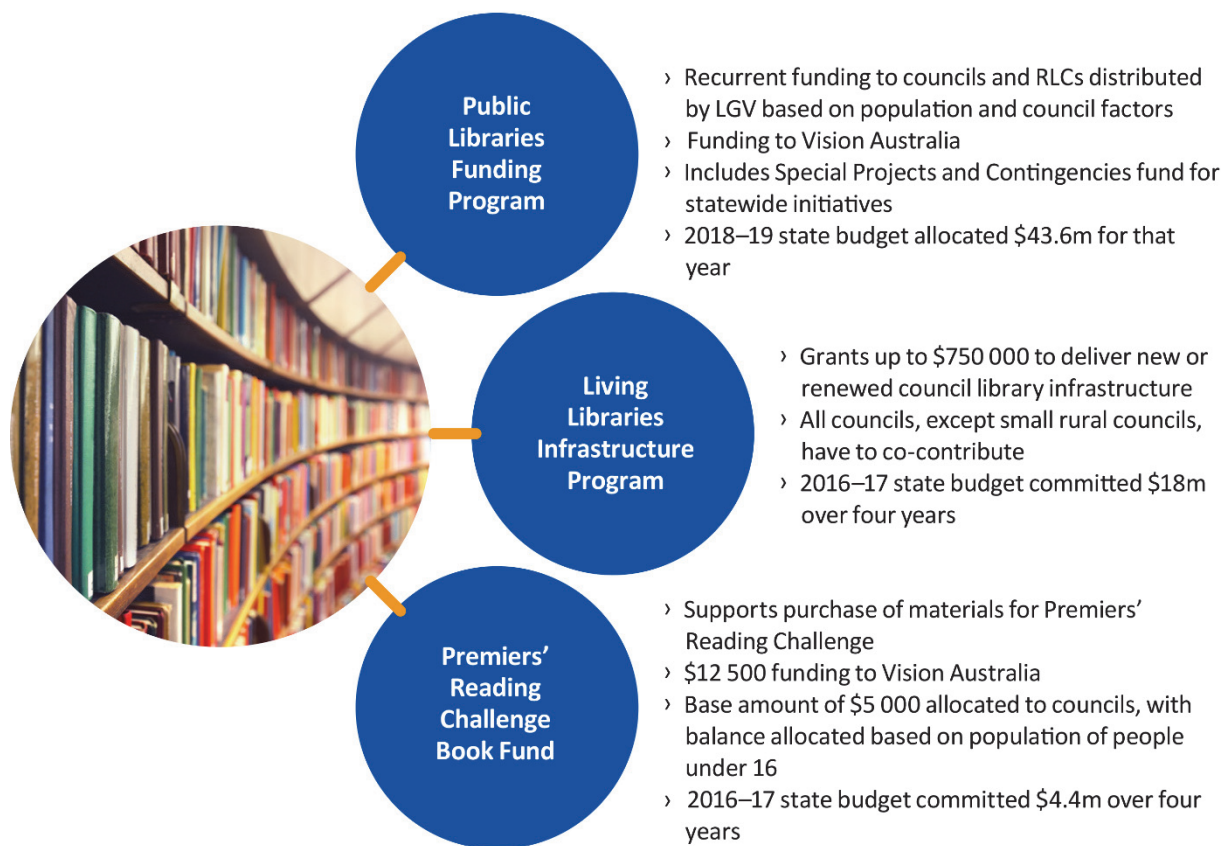 Public
Libraries
Funding
Program
› Recurrent funding to councils and RLCs distributed
by LGV based on population and council factors
› Funding to Vision Australia
› Includes Special Projects and Contingencies fund for
statewide initiatives
› 2018–19 state budget allocated $43.6m for that
year
Living
Libraries
Infrastructure
Program
› Grants up to $750 000 to deliver new or
renewed council library infrastructure
› All councils, except small rural councils,
have to co-contribute
› 2016–17 state budget committed $18m
over four years
Premiers’
Reading
Challenge
Book Fund
› Supports purchase of materials for Premiers’
Reading Challenge
› $12 500 funding to Vision Australia
› Base amount of $5 000 allocated to councils, with
balance allocated based on population of people
under 16
› 2016–17 state budget committed $4.4m over four
years